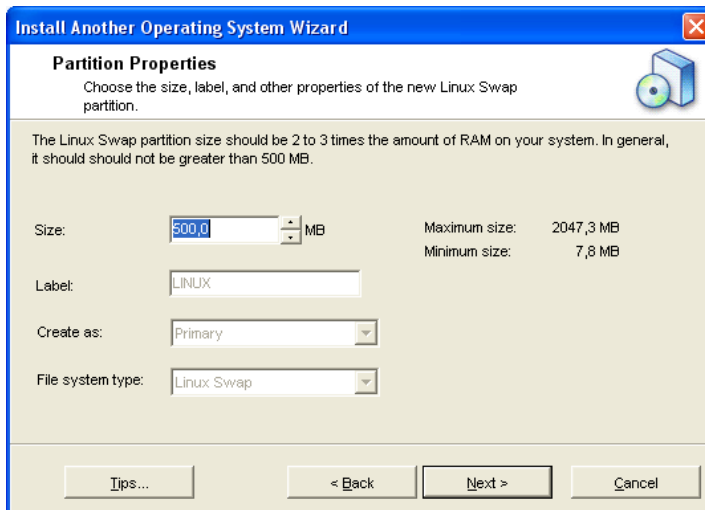 Install Another Operating System Wizard
Partition Properties
Choose the size, label, and other properties of the new Linux Swap
partition.
The Linux Swap partition size should be 2 to 3 times the amount of RAM on your system. In general,
it should should not be greater than 500 MB.
Size: 500,0 MB Maximum size: 2047,3 MB
Minimum size: 7,8 MB
Label: LINUX
Create as: Primary
File system type: Linux Swap
Tips... < Back Next > Cancel